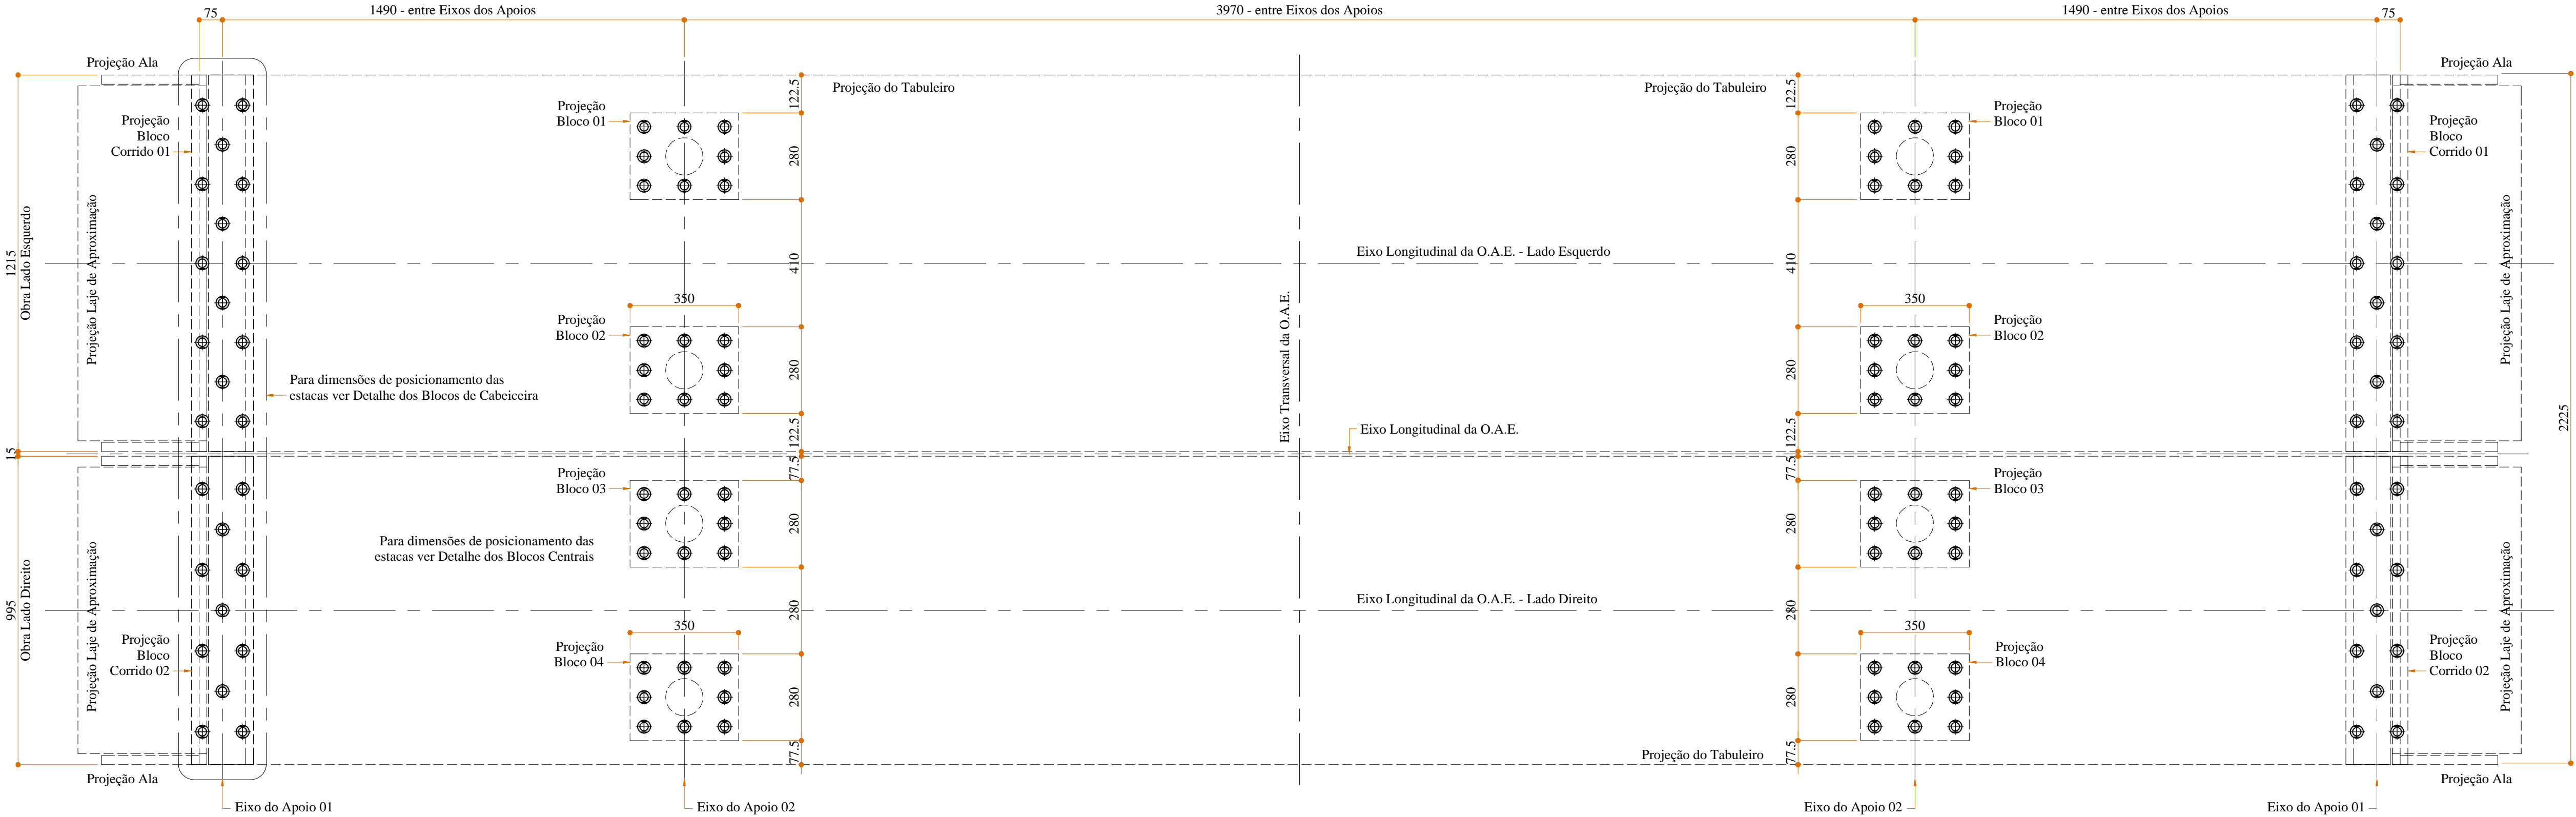 75
1490 - entre Eixos dos Apoios
3970 - entre Eixos dos Apoios
1490 - entre Eixos dos Apoios
75
Projeção Ala
Projeção Ala
Projeção do Tabuleiro
Projeção do Tabuleiro
122.5
122.5
Projeção
Bloco 01
Projeção
Bloco 01
Projeção
Bloco
Corrido 01
Projeção
Bloco
Corrido 01
280
280
1215
Obra Lado Esquerdo
Projeção Laje de Aproximação
Projeção Laje de Aproximação
410
410
Eixo Longitudinal da O.A.E. - Lado Esquerdo
350
350
Projeção
Bloco 02
Projeção
Bloco 02
Eixo Transversal da O.A.E.
280
280
Para dimensões de posicionamento das
estacas ver Detalhe dos Blocos de Cabeiceira
2225
122.5
122.5
Eixo Longitudinal da O.A.E.
15
77.5
77.5
Projeção
Bloco 03
Projeção
Bloco 03
280
280
Para dimensões de posicionamento das
estacas ver Detalhe dos Blocos Centrais
995
Obra Lado Direito
Projeção Laje de Aproximação
Projeção Laje de Aproximação
280
280
Eixo Longitudinal da O.A.E. - Lado Direito
350
350
Projeção
Bloco
Corrido 02
Projeção
Bloco 04
Projeção
Bloco 04
Projeção
Bloco
Corrido 02
280
280
77.5
77.5
Projeção do Tabuleiro
Projeção Ala
Projeção Ala
Eixo do Apoio 01
Eixo do Apoio 02
Eixo do Apoio 02
Eixo do Apoio 01